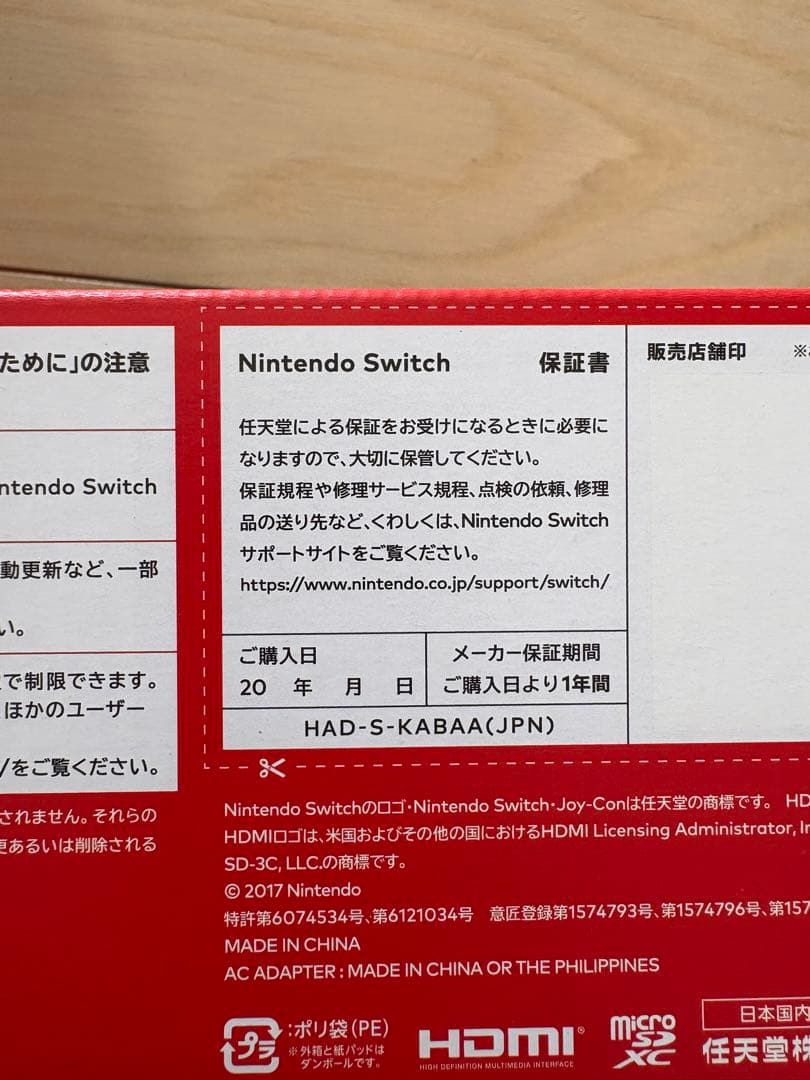 ために」の注意
ntendo Switch
動更新など、一部
い。
で制限できます。
ほかのユーザー
/をご覧ください。
されません。それらの
更あるいは削除される
Nintendo Switch 保証書
任天堂による保証をお受けになるときに必要に
なりますので、大切に保管してください。
保証規程や修理サービス規程、点検の依頼、修理
品の送り先など、くわしくは、Nintendo Switch
サポートサイトをご覧ください。
https://www.nintendo.co.jp/support/switch/
ご購入日
20 年 月 日
メーカー保証期間
ご購入日より1年間
HAD-S-KABAA(JPN)
販売店舗印
Nintendo Switchのロゴ・Nintendo Switch・Joy-Conは任天堂の商標です。 HD
HDMIロゴは、米国およびその他の国におけるHDMI Licensing Administrator, In
SD-3C, LLC.の商標です。
© 2017 Nintendo
特許第6074534号、第6121034号 意匠登録第1574793号、第1574796号、第157
MADE IN CHINA
AC ADAPTER : MADE IN CHINA OR THE PHILIPPINES
プラ
:ポリ袋(PE)
※外箱と紙パッドは
ダンボールです。
HDMI
HIGH DEFINITION MULTIMEDIA INTERFACE
micro
SD
XC
日本国内
任天堂株